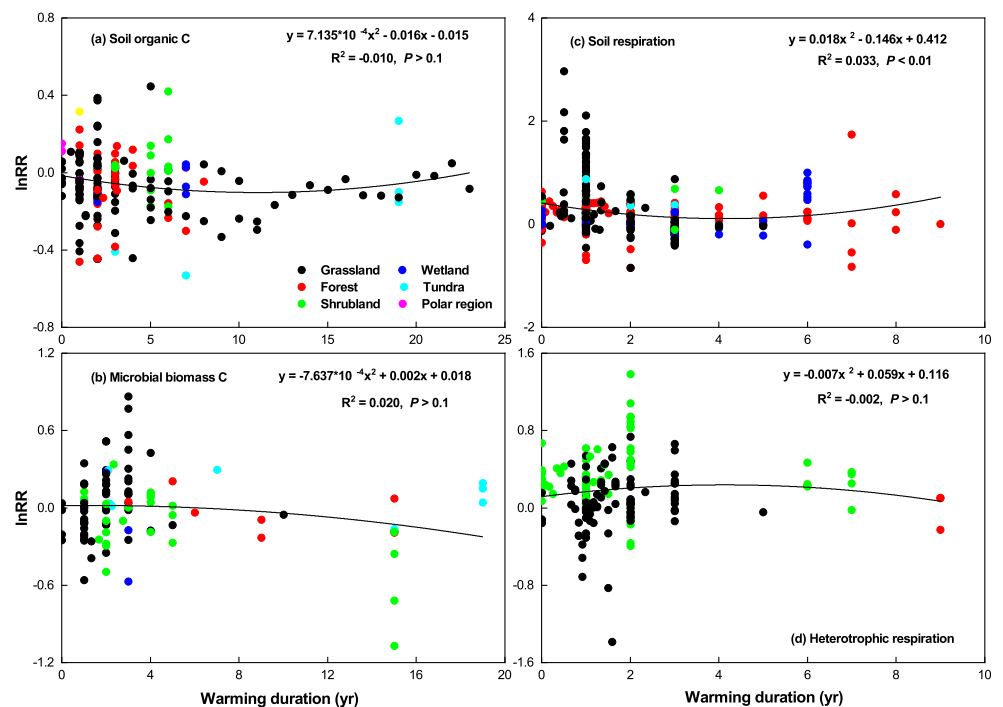 0.8
(a) Soil organic C
y = 7.135*10 -4x2 - 0.016x - 0.015
R2 = -0.010, P > 0.1
0.4
0.0
-0.4
-0.8
lnRR
Grassland
Wetland
Forest
Tundra
Shrubland
Polar region
0 5 10 15 20 25
4
(c) Soil respiration
y = 0.018x 2 - 0.146x + 0.412
R2 = 0.033, P < 0.01
2
0
-2
0 2 4 6 8 10
1.2
(b) Microbial biomass C
y = -7.637*10 -4x2 + 0.002x + 0.018
R2 = 0.020, P > 0.1
0.6
0.0
-0.6
-1.2
lnRR
0 4 8 12 16 20
Warming duration (yr)
1.6
y = -0.007x 2 + 0.059x + 0.116
R2 = -0.002, P > 0.1
0.8
0.0
-0.8
-1.6
(d) Heterotrophic respiration
0 2 4 6 8 10
Warming duration (yr)